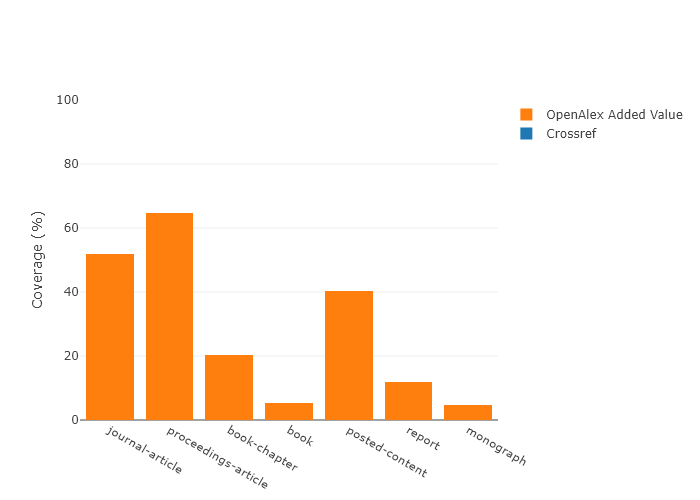 100
80
60
40
20
0
Coverage (%)
journal-article
proceedings-article
book-chapter
book
posted-content
report
monograph
OpenAlex Added Value
Crossref